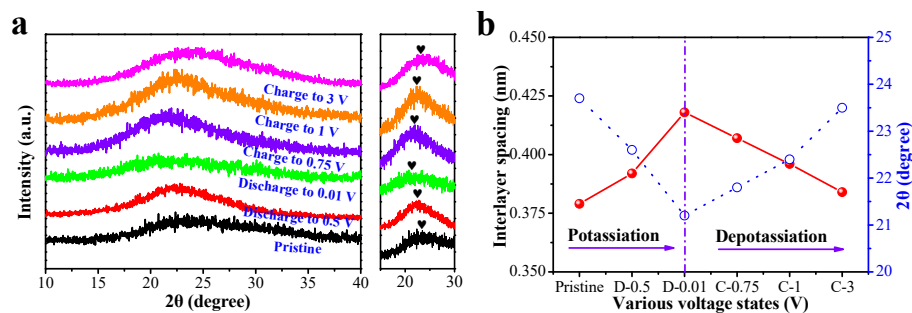 a
Intensity (a.u.)
Charge to 3 V
Charge to 1 V
Charge to 0.75 V
Discharge to 0.01 V
Discharge to 0.5 V
Pristine
10 15 20 25 30 35 40
20 25 30
2θ (degree)
2θ (degree)
b
Interlayer spacing (nm)
0.450
0.425
0.400
0.375
0.350
Potassiation
Depotassiation
25
24
23
22
21
20
2θ (degree)
Pristine D-0.5 D-0.01 C-0.75 C-1 C-3
Various voltage states (V)